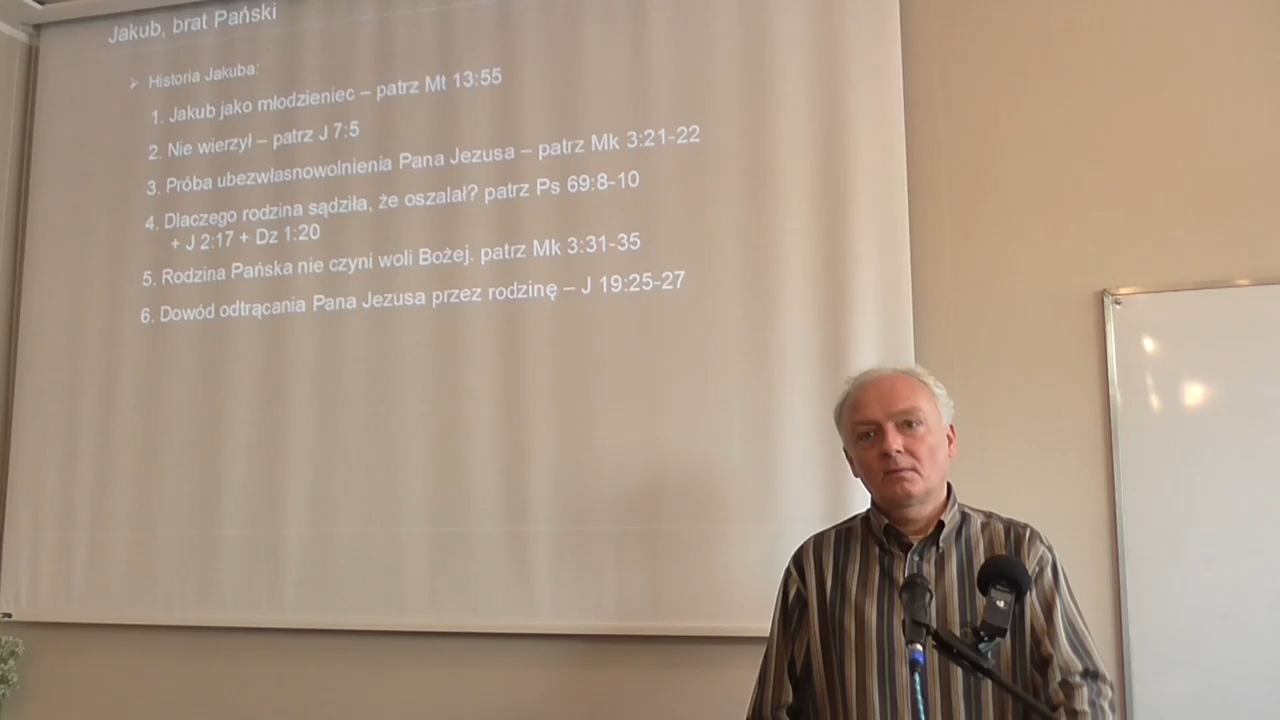 Jakub, brat Pański
Historia Jakuba:
1. Jakub jako młodzieniec – patrz Mt 13:55
2. Nie wierzył – patrz J 7:5
3. Próba ubezwłasnowolnienia Pana Jezusa – patrz Mk 3:21-22
4. Dlaczego rodzina sądziła, że oszalał? patrz Ps 69:8-10
+ J 2:17 + Dz 1:20
5. Rodzina Pańska nie czyni woli Bożej. patrz Mk 3:31-35
6. Dowód odtrącania Pana Jezusa przez rodzinę – J 19:25-27